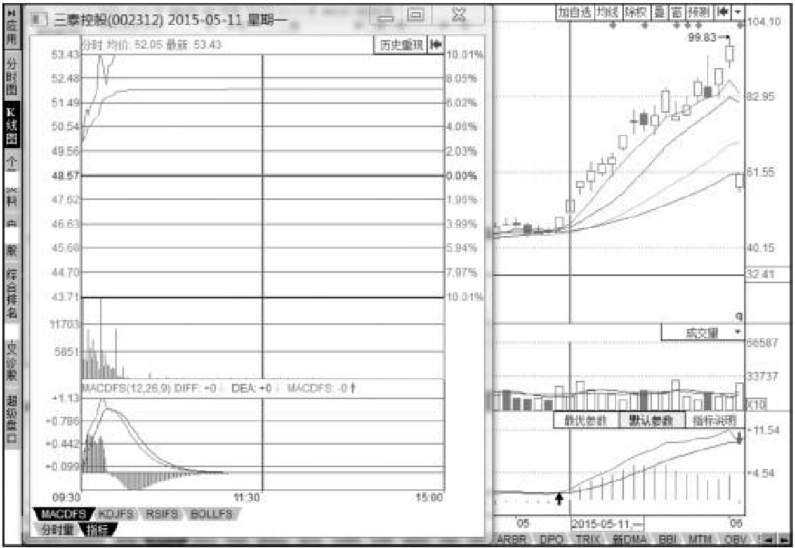 三泰控股(002312) 2015-05-11 星期一
分时 均价: 52.05 最新: 53.43
历史重现
加自选 均线 除权 叠 窗 预测
应用
分时图
K线图
个
资料
综合排名
超级盘口
53.43
52.48
51.49
50.54
49.56
48.57
47.62
46.63
45.68
44.70
43.71
11703
5851
10.01%
8.05%
6.02%
4.06%
2.03%
0.00%
1.96%
3.99%
5.94%
7.97%
10.01%
MACDFS(12,26,9) DIFF: +0↓ DEA: +0↓ MACDFS: -0↑
+1.13
+0.786
+0.442
+0.099
09:30 11:30 15:00
MACDFS KDJFS RSIFS BOLLFS
分时量 指标
99.83→
104.10
82.95
61.55
40.15
32.41
q
成交量
66587
33737
X10
最优参数 默认参数 指标说明
+11.54
+4.54
05 2015-05-11,一 06
ARBR DPO TRIX 新DMA BBI MTM OBV